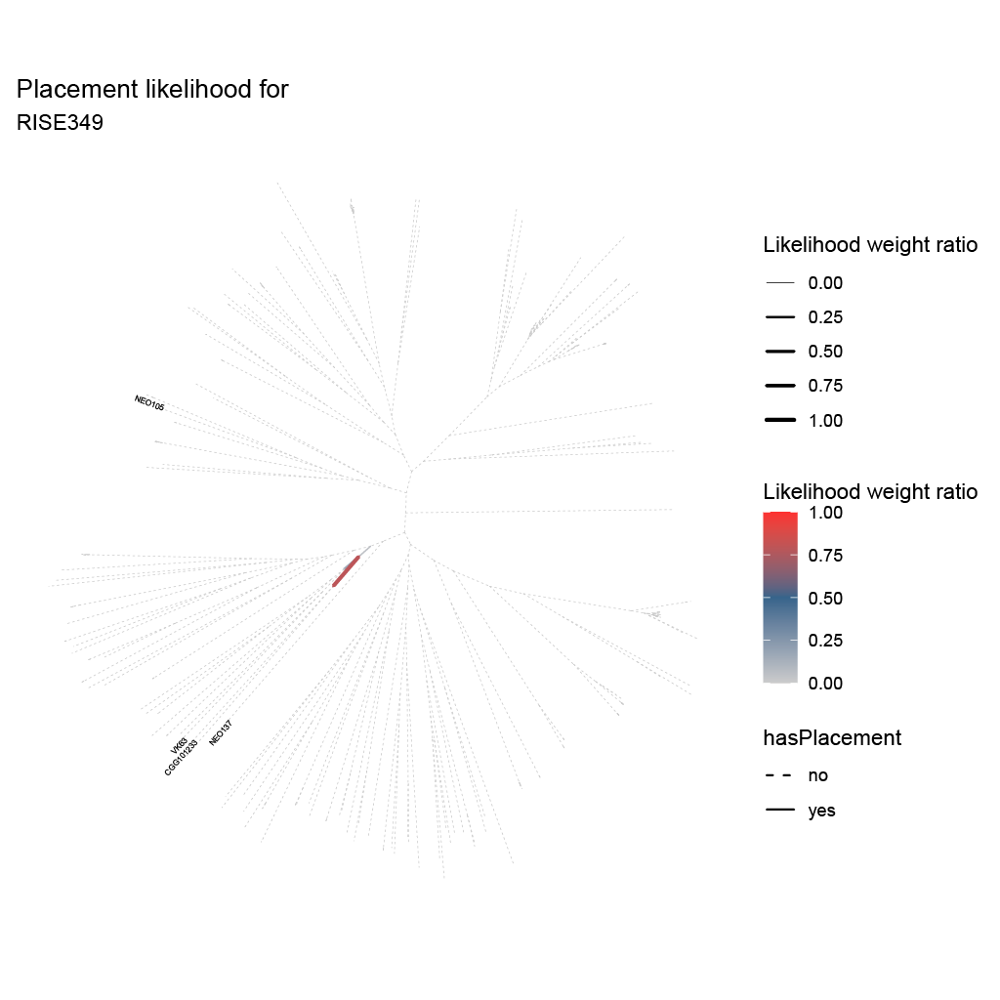 Placement likelihood for
RISE349
NEO105
VK63
CGG101233
NEO137
Likelihood weight ratio
0.00
0.25
0.50
0.75
1.00
Likelihood weight ratio
1.00
0.75
0.50
0.25
0.00
hasPlacement
no
yes